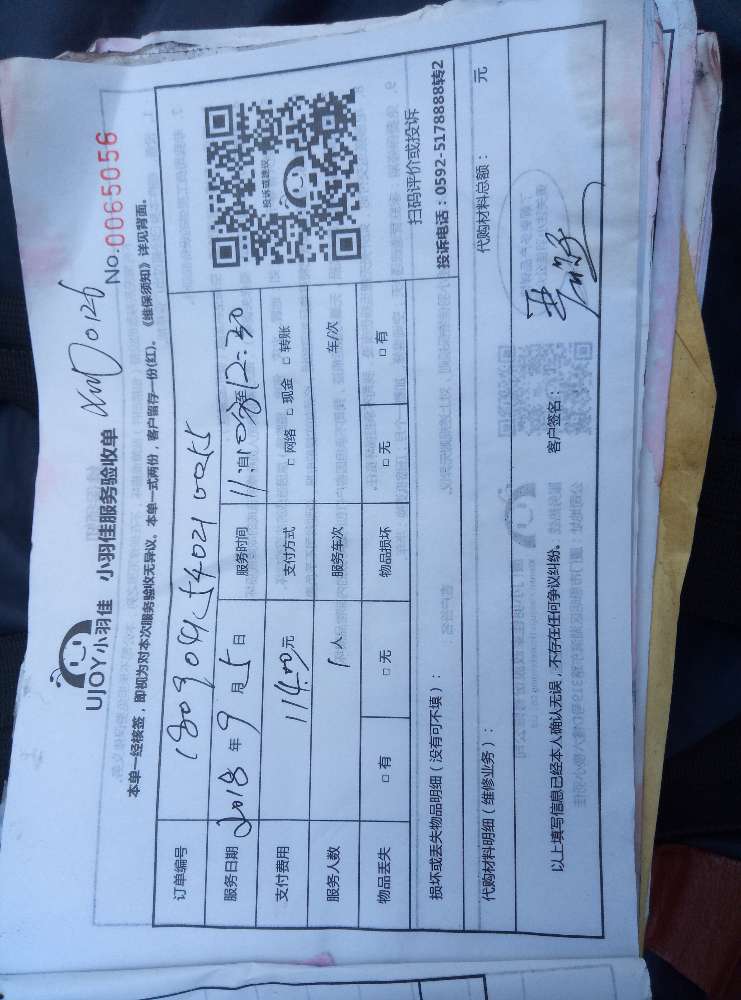 UJOY小羽佳 小羽佳服务验收单
No.0065056
本单一经核签，即视为对本次服务验收无异议。本单一式两份，客户留存一份(红)。《维保须知》详见背面。
订单编号
服务日期 2018 年 9 月 5 日 服务时间 自 至 12:30
支付费用 114.00 元 支付方式 □ 网络 □ 现金 □ 转账
服务人数 1 人 服务车次 车/次
物品丢失 □ 有 □ 无 物品损坏 □ 无 □ 有
投诉或建议
扫码评价或投诉
投诉电话：0592-5178888转2
损坏或丢失物品明细（没有可不填）：
代购材料明细（维修业务）： 代购材料总额： 元
以上填写信息已经本人确认无误，不存在任何争议纠纷。 客户签名：